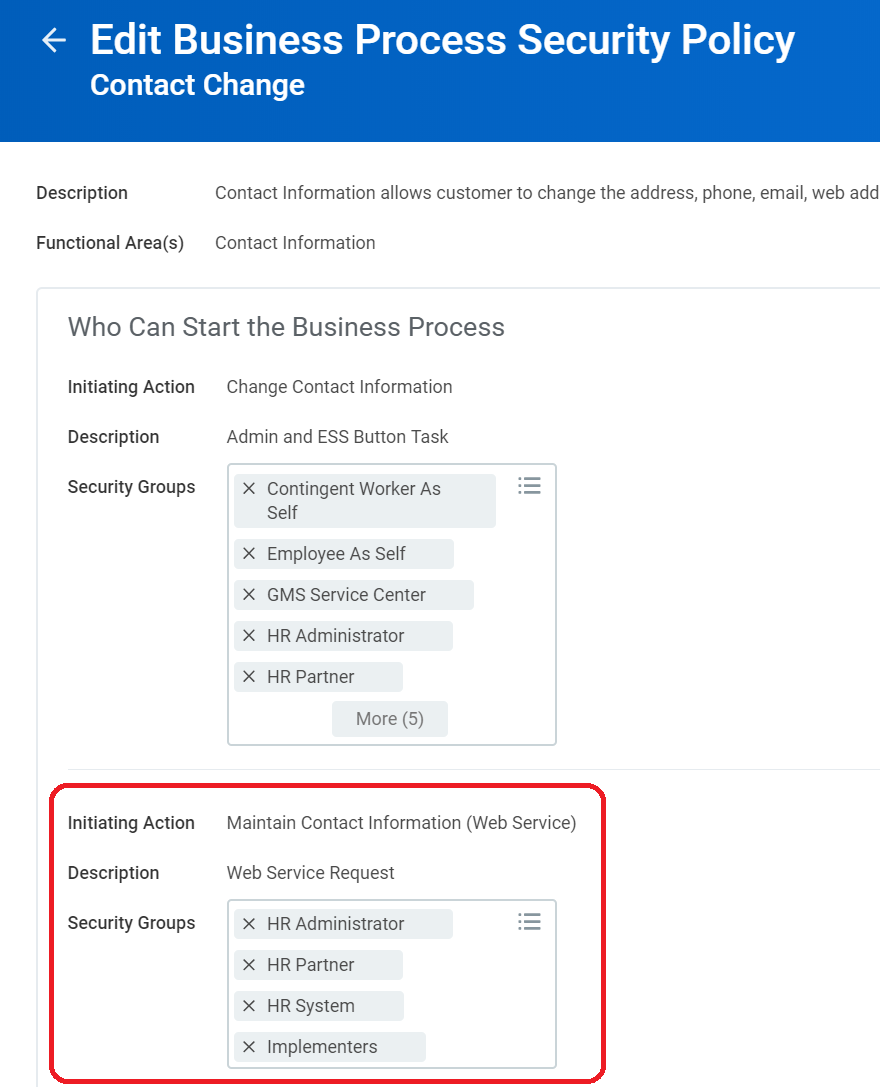 Edit Business Process Security Policy
Contact Change
Description Contact Information allows customer to change the address, phone, email, web add
Functional Area(s) Contact Information
Who Can Start the Business Process
Initiating Action Change Contact Information
Description Admin and ESS Button Task
Security Groups
Contingent Worker As
Self
Employee As Self
GMS Service Center
HR Administrator
HR Partner
More (5)
Initiating Action Maintain Contact Information (Web Service)
Description Web Service Request
Security Groups
HR Administrator
HR Partner
HR System
Implementers